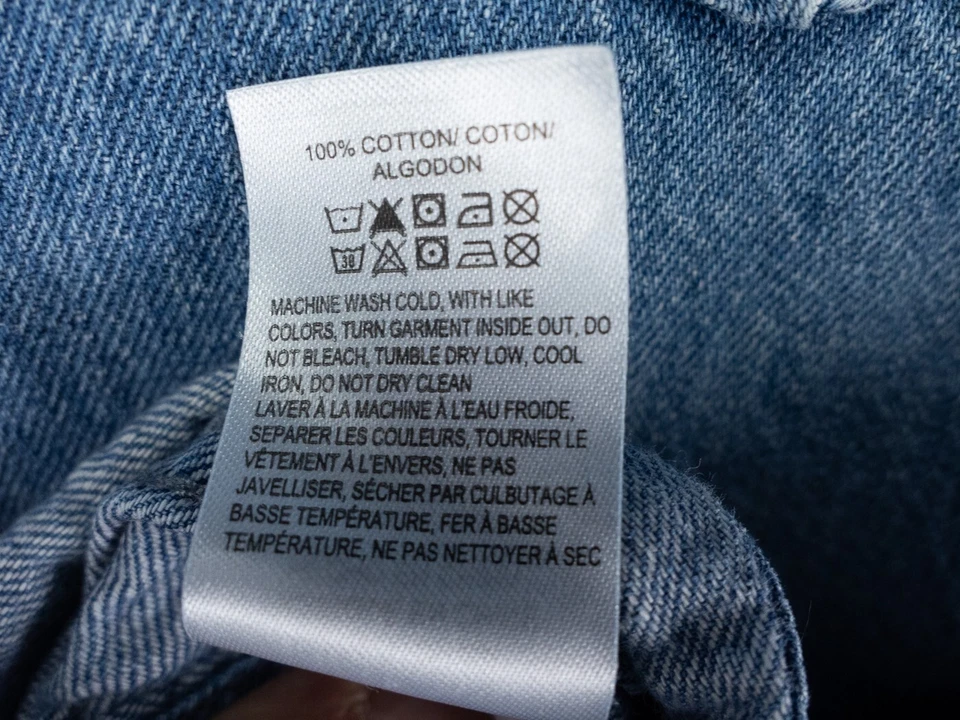 100% COTTON/ COTON/
ALGODON
30
MACHINE WASH COLD, WITH LIKE
COLORS, TURN GARMENT INSIDE OUT, DO
NOT BLEACH, TUMBLE DRY LOW, COOL
IRON, DO NOT DRY CLEAN
LAVER À LA MACHINE À L'EAU FROIDE,
SEPARER LES COULEURS, TOURNER LE
VÊTEMENT À L'ENVERS, NE PAS
JAVELLISER, SÉCHER PAR CULBUTAGE À
BASSE TEMPÉRATURE, FER À BASSE
TEMPÉRATURE, NE PAS NETTOYER À SEC